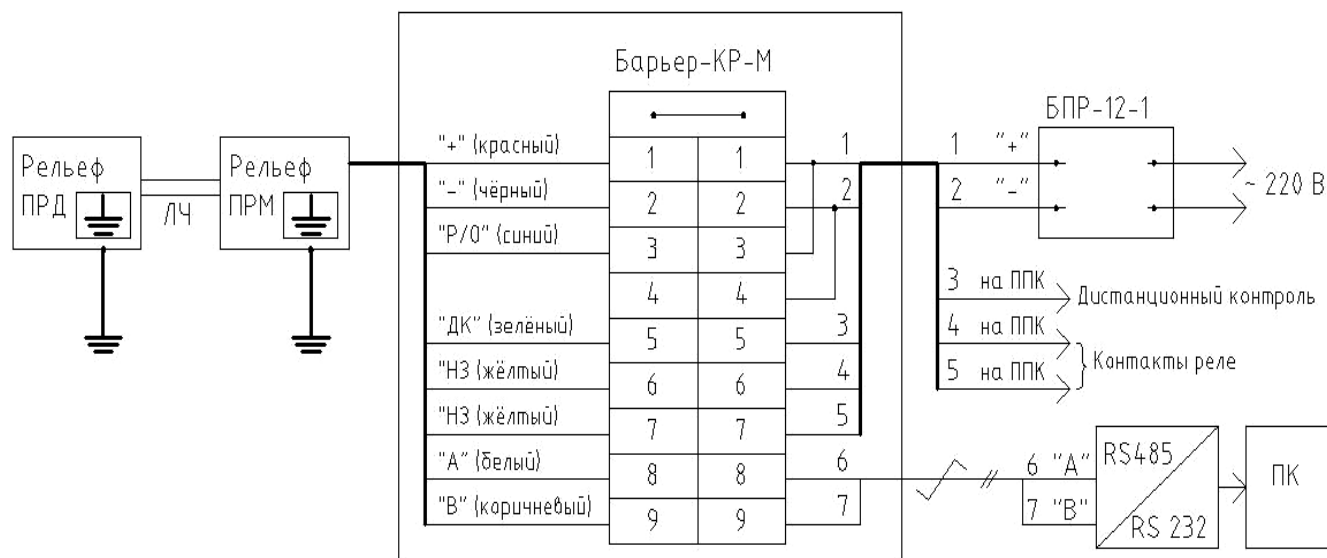 Барьер-КР-М
БПР-12-1
Рельеф
ПРД
ЛЧ
Рельеф
ПРМ
"+" (красный) 1 1 1 1 "+"
"-" (чёрный) 2 2 2 2 "-"
~ 220 В
"Р/О" (синий) 3 3
4 4
3 на ППК Дистанционный контроль
"ДК" (зелёный) 5 5 3
4 на ППК
Контакты реле
"НЗ (жёлтый) 6 6 4
5 на ППК
"НЗ (жёлтый) 7 7 5
"А" (белый) 8 8 6
6 "А"
"В" (коричневый) 9 9 7
7 "В"
RS485
RS 232
ПК